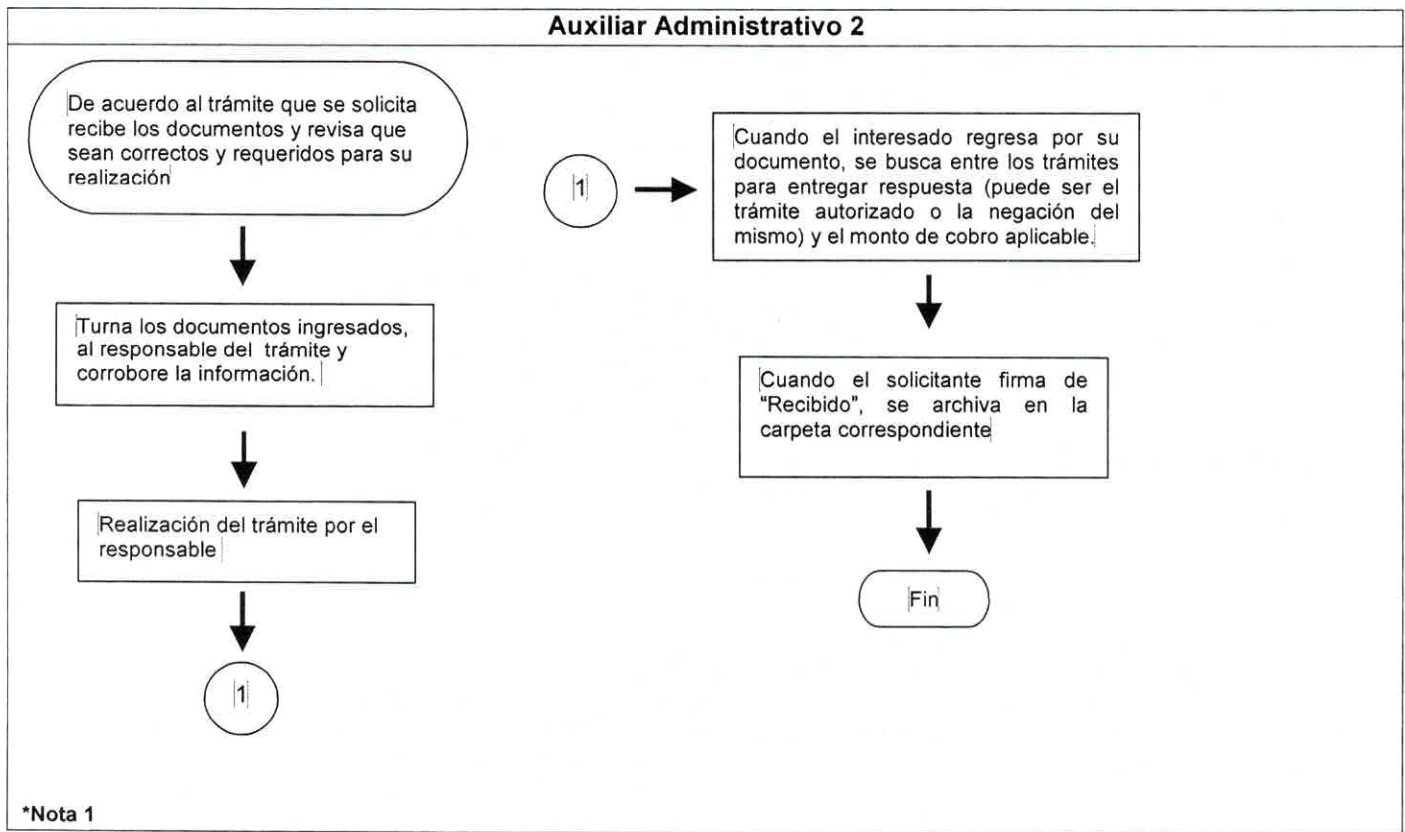 Auxiliar Administrativo 2
De acuerdo al trámite que se solicita
recibe los documentos y revisa que
sean correctos y requeridos para su
realización
Turna los documentos ingresados,
al responsable del trámite y
corrobore la información.
Realización del trámite por el
responsable
1
1
Cuando el interesado regresa por su
documento, se busca entre los trámites
para entregar respuesta (puede ser el
trámite autorizado o la negación del
mismo) y el monto de cobro aplicable.
Cuando el solicitante firma de
"Recibido", se archiva en la
carpeta correspondiente
Fin
*Nota 1